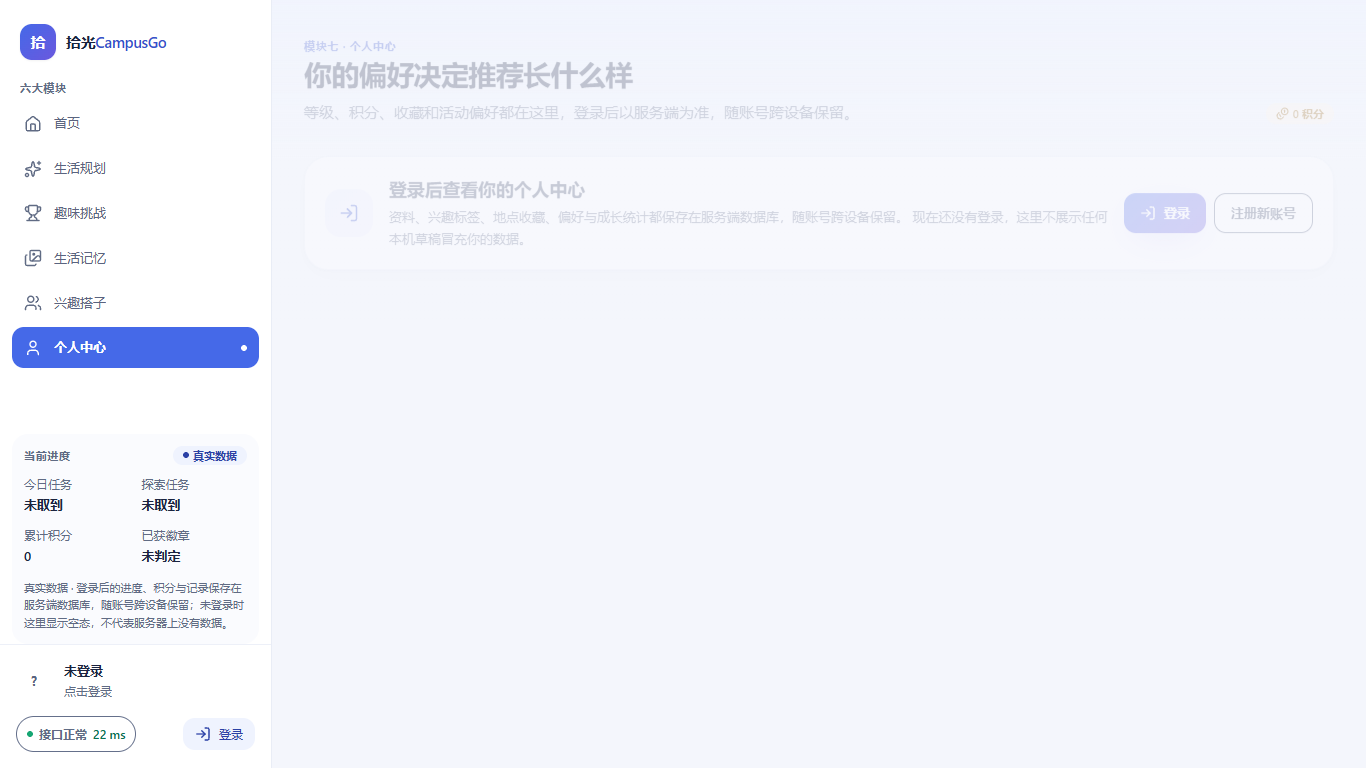 拾
拾光CampusGo
六大模块
首页
生活规划
趣味挑战
生活记忆
兴趣搭子
个人中心
当前进度
真实数据
今日任务
探索任务
未取到
未取到
累计积分
已获徽章
0
未判定
真实数据 · 登录后的进度、积分与记录保存在
服务端数据库，随账号跨设备保留；未登录时
这里显示空态，不代表服务器上没有数据。
?
未登录
点击登录
接口正常 22 ms
登录
模块七 · 个人中心
你的偏好决定推荐长什么样
等级、积分、收藏和活动偏好都在这里，登录后以服务端为准，随账号跨设备保留。
0 积分
登录后查看你的个人中心
资料、兴趣标签、地点收藏、偏好与成长统计都保存在服务端数据库，随账号跨设备保留。 现在还没有登录，这里不展示任何
本机草稿冒充你的数据。
登录
注册新账号